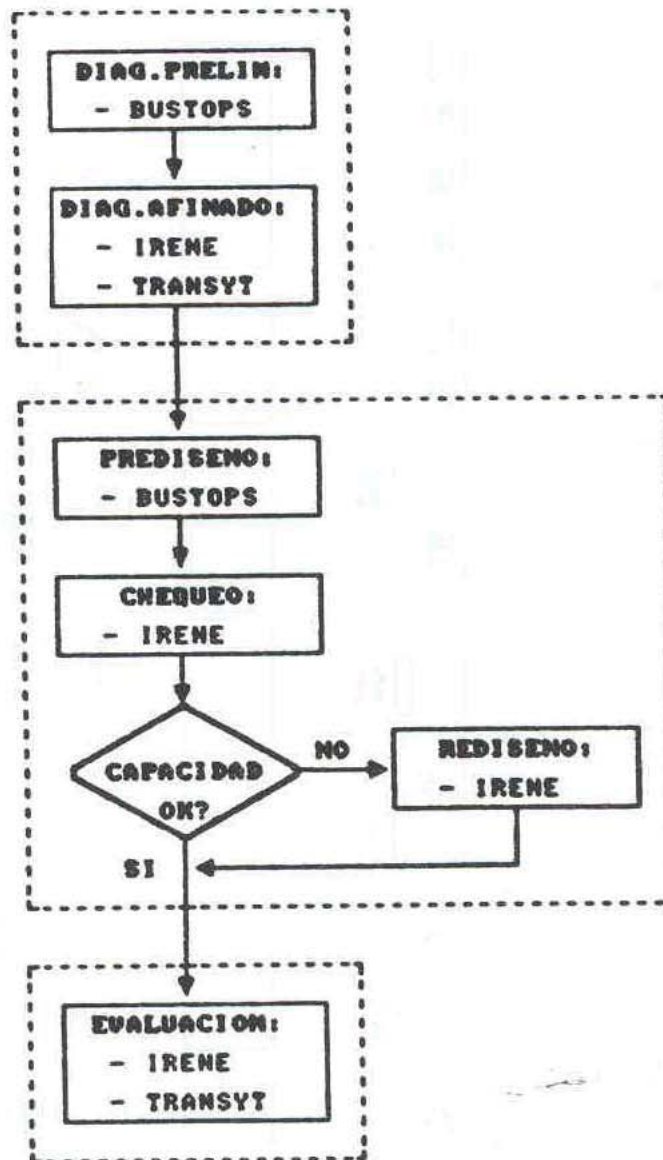 DIAG.PRELIM:
- BUSTOPS
DIAG.AFINADO:
- IRENE
- TRANSYT
PREDISENO:
- BUSTOPS
CHEQUEO:
- IRENE
CAPACIDAD
OK?
NO
REDISENO:
- IRENE
SI
EVALUACION:
- IRENE
- TRANSYT